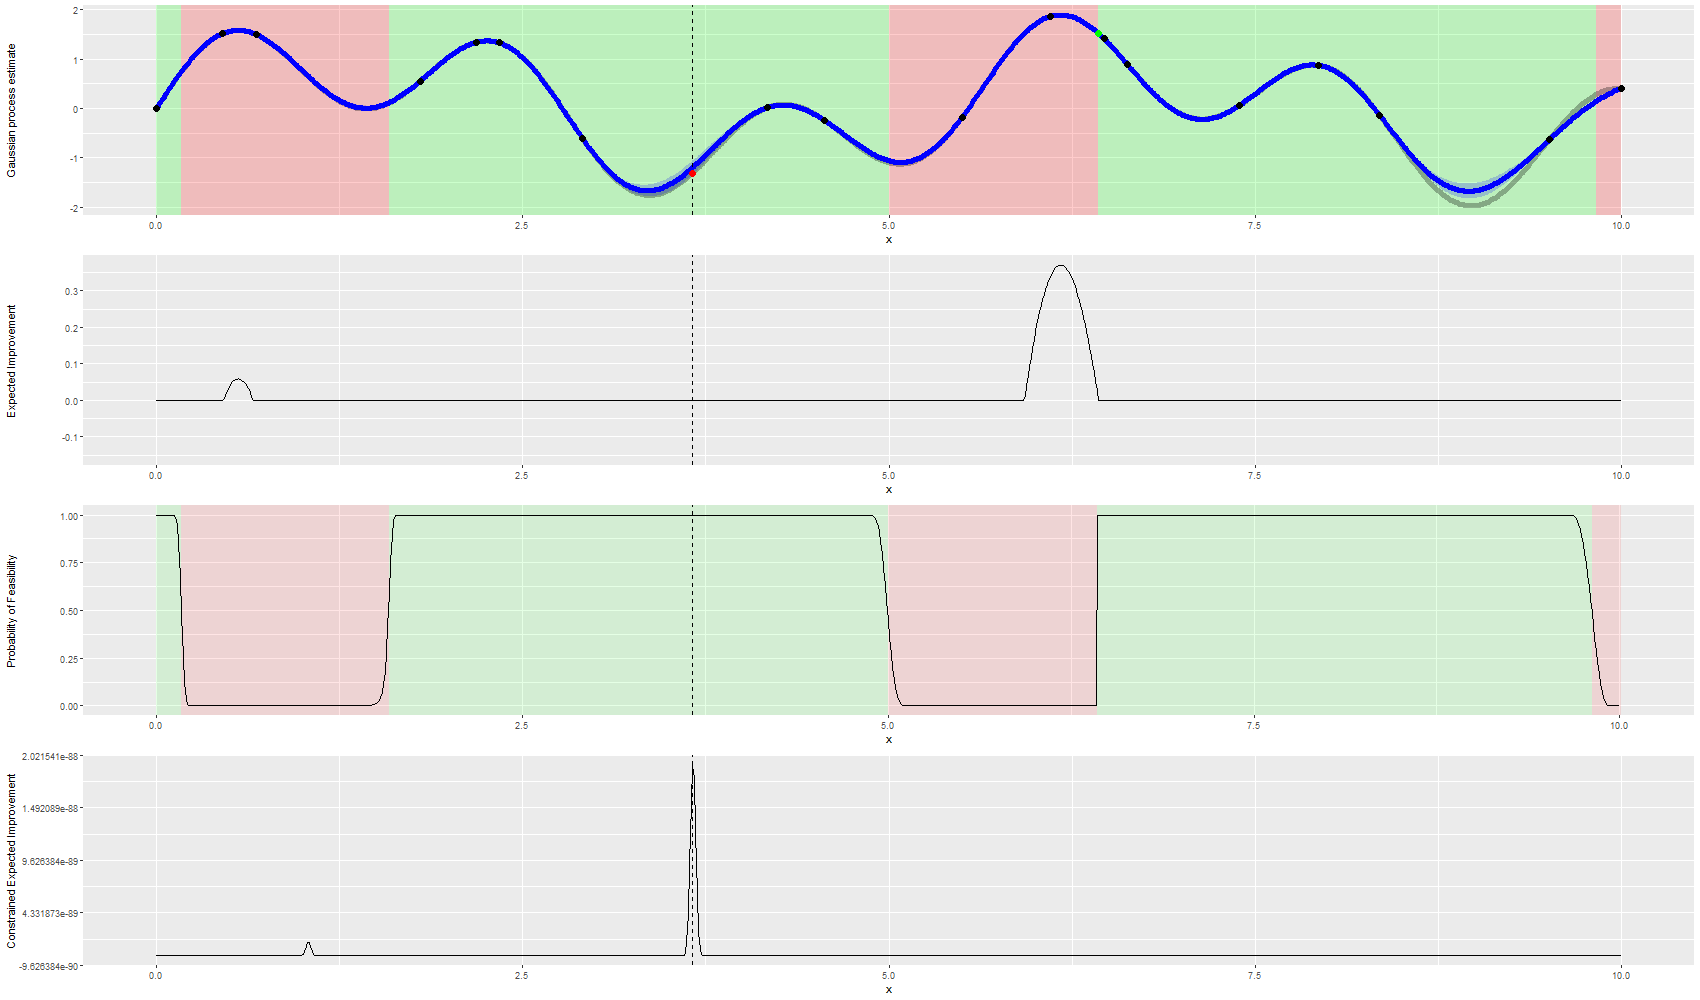 Gaussian process estimate
2
1
0
-1
-2
0.0 2.5 5.0 7.5 10.0
x
Expected Improvement
0.3
0.2
0.1
0.0
-0.1
0.0 2.5 5.0 7.5 10.0
x
Probability of Feasibility
1.00
0.75
0.50
0.25
0.00
0.0 2.5 5.0 7.5 10.0
x
Constrained Expected Improvement
2.021541e-88
1.492089e-88
9.626384e-89
4.331873e-89
-9.626384e-90
0.0 2.5 5.0 7.5 10.0
x